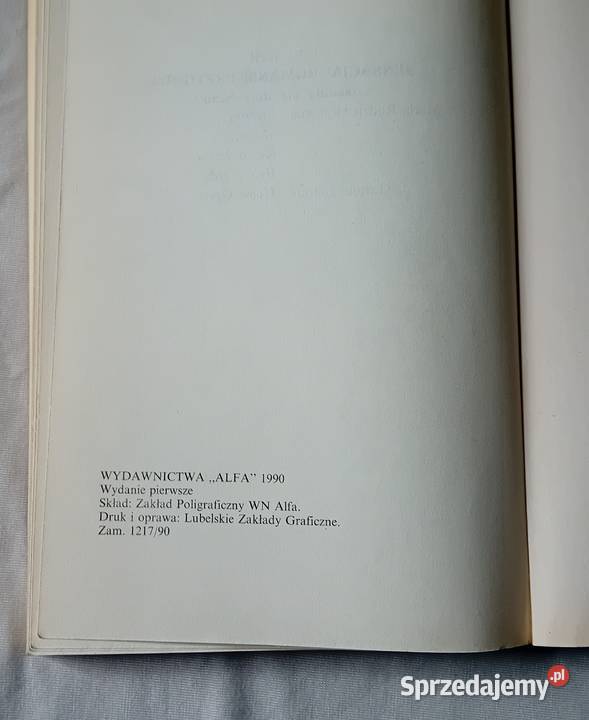 WYDAWNICTWA „ALFA” 1990
Wydanie pierwsze
Skład: Zakład Poligraficzny WN Alfa.
Druk i oprawa: Lubelskie Zakłady Graficzne.
Zam. 1217/90
Sprzedajemy.pl